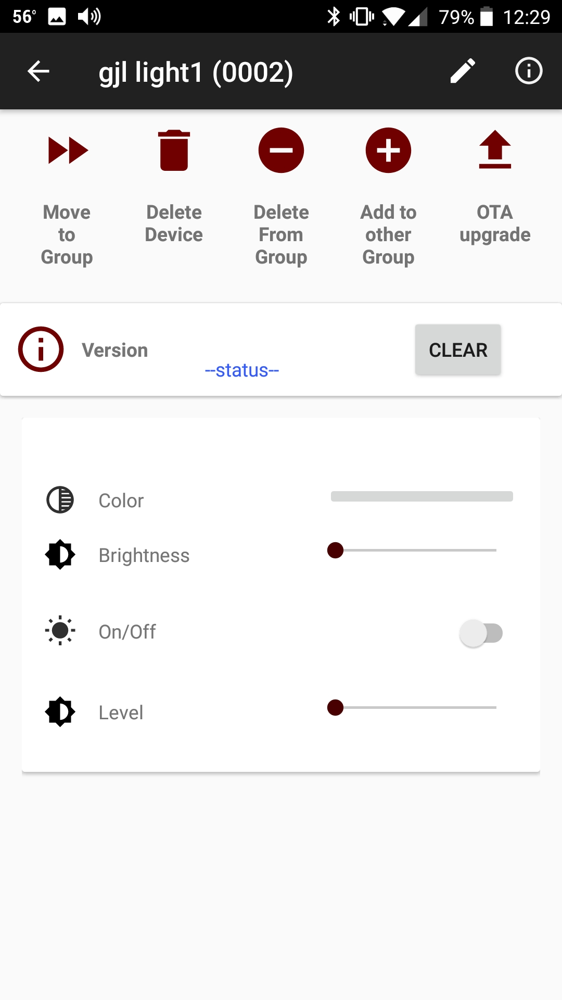 56°
79%
12:29
gjl light1 (0002)
Move
to
Group
Delete
Device
Delete
From
Group
Add to
other
Group
OTA
upgrade
Version
--status--
CLEAR
Color
Brightness
On/Off
Level